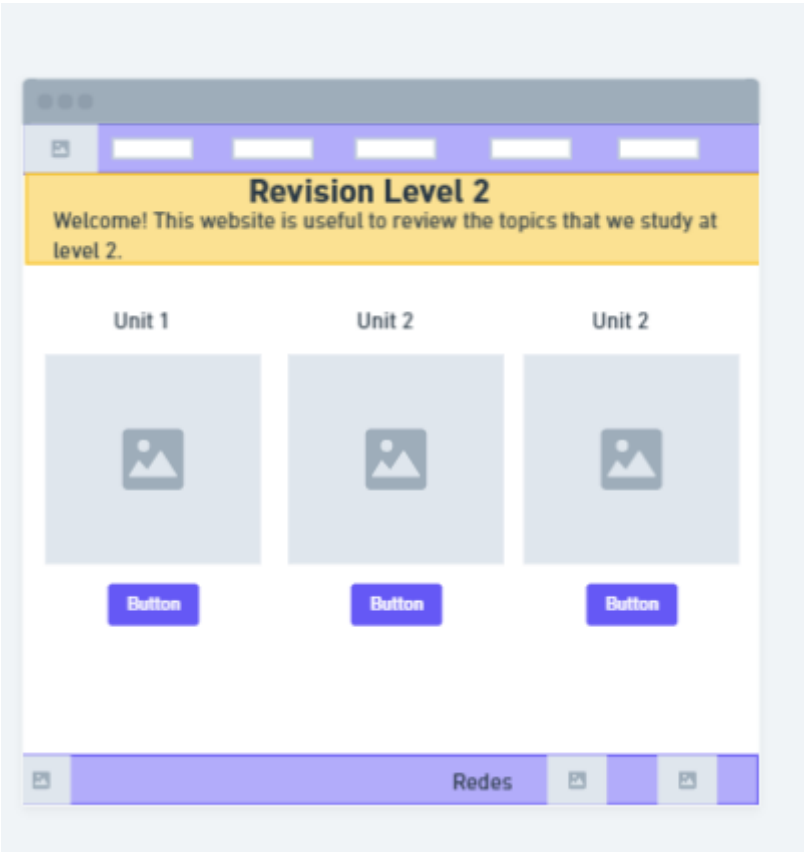 Revision Level 2
Welcome! This website is useful to review the topics that we study at
level 2.
Unit 1 Unit 2 Unit 2
Button Button Button
Redes